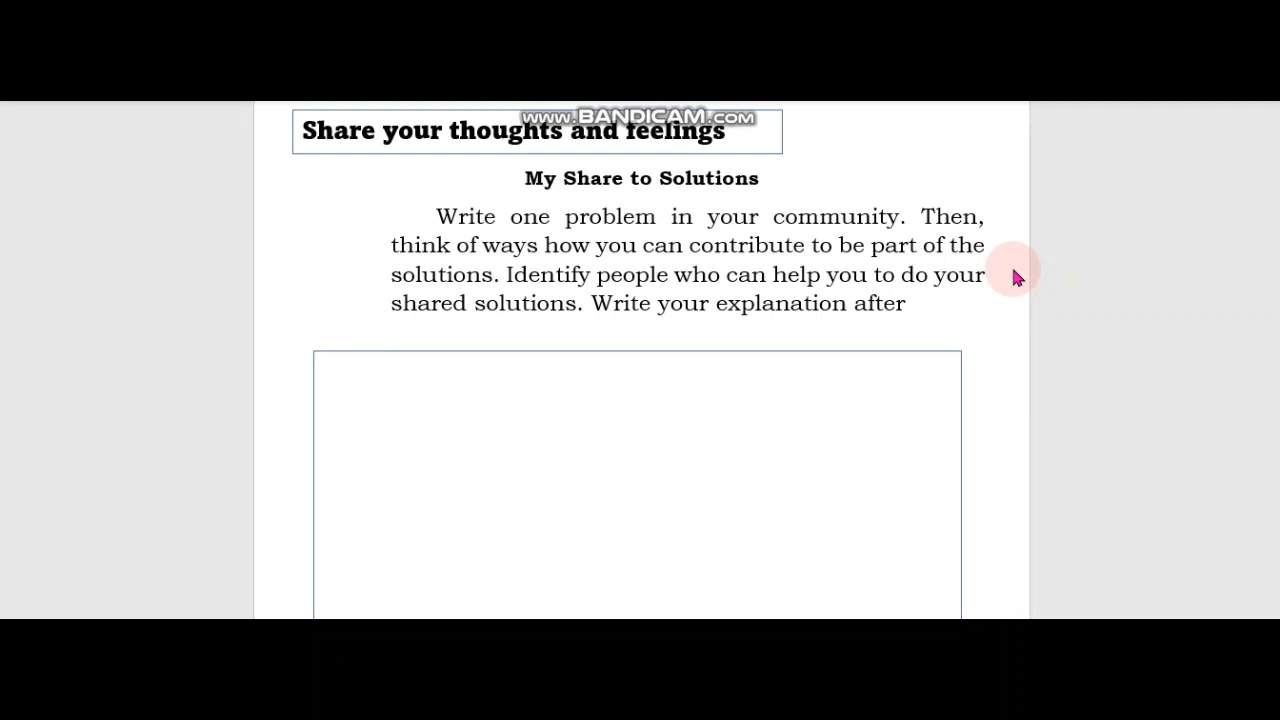 www.BANDICAM.com
Share your thoughts and feelings
My Share to Solutions
Write one problem in your community. Then,
think of ways how you can contribute to be part of the
solutions. Identify people who can help you to do your
shared solutions. Write your explanation after